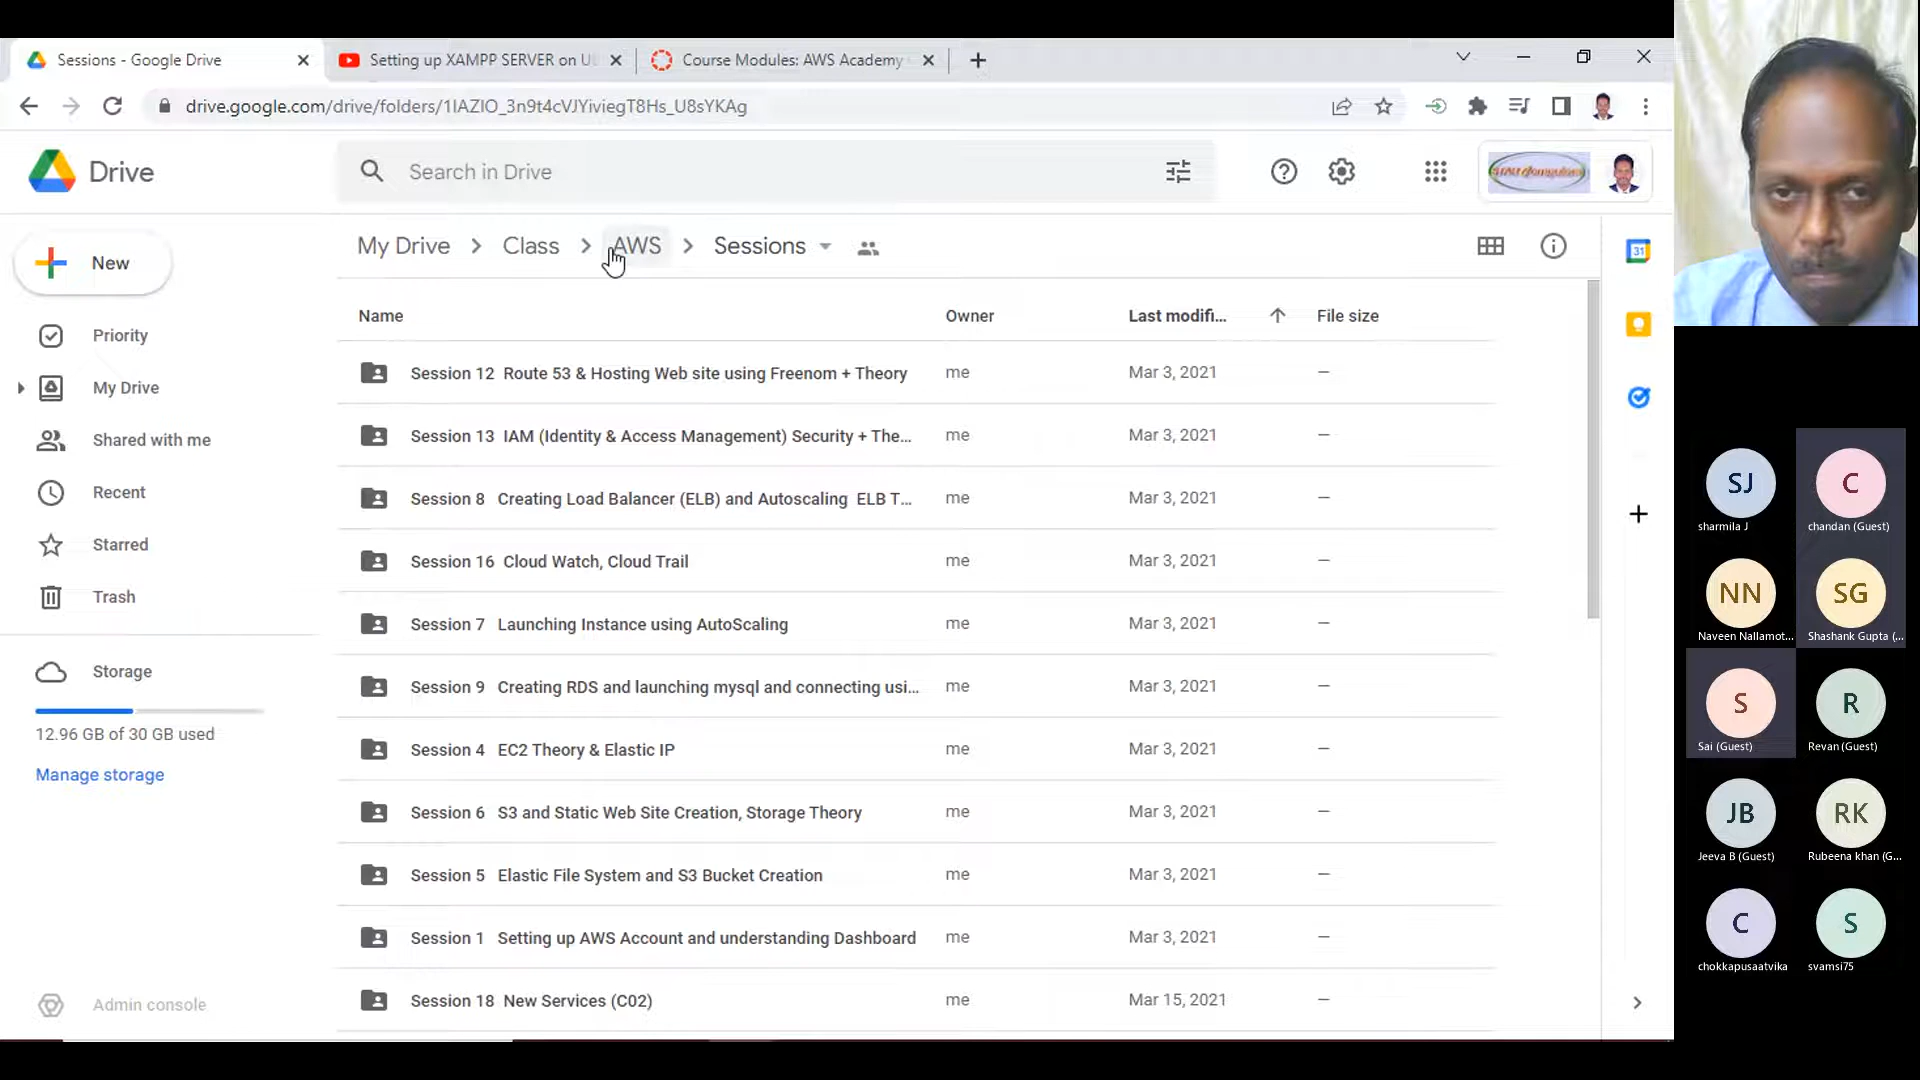 Sessions - Google Drive
Setting up XAMPP SERVER on U
Course Modules: AWS Academy
drive.google.com/drive/folders/1IAZIO_3n9t4cVJYiviegT8Hs_U8sYKAg
Drive
Search in Drive
New
Priority
My Drive
Shared with me
Recent
Starred
Trash
Storage
12.96 GB of 30 GB used
Manage storage
Admin console
My Drive > Class > AWS > Sessions
Name Owner Last modifi... File size
Session 12 Route 53 & Hosting Web site using Freenom + Theory me Mar 3, 2021 –
Session 13 IAM (Identity & Access Management) Security + The... me Mar 3, 2021 –
Session 8 Creating Load Balancer (ELB) and Autoscaling ELB T... me Mar 3, 2021 –
Session 16 Cloud Watch, Cloud Trail me Mar 3, 2021 –
Session 7 Launching Instance using AutoScaling me Mar 3, 2021 –
Session 9 Creating RDS and launching mysql and connecting usi... me Mar 3, 2021 –
Session 4 EC2 Theory & Elastic IP me Mar 3, 2021 –
Session 6 S3 and Static Web Site Creation, Storage Theory me Mar 3, 2021 –
Session 5 Elastic File System and S3 Bucket Creation me Mar 3, 2021 –
Session 1 Setting up AWS Account and understanding Dashboard me Mar 3, 2021 –
Session 18 New Services (C02) me Mar 15, 2021 –
31
SJ
sharmila J
C
chandan (Guest)
NN
Naveen Nallamot...
SG
Shashank Gupta (...
S
Sai (Guest)
R
Revan (Guest)
JB
Jeeva B (Guest)
RK
Rubeena khan (G...
C
chokkapusaatvika
S
svamsi75